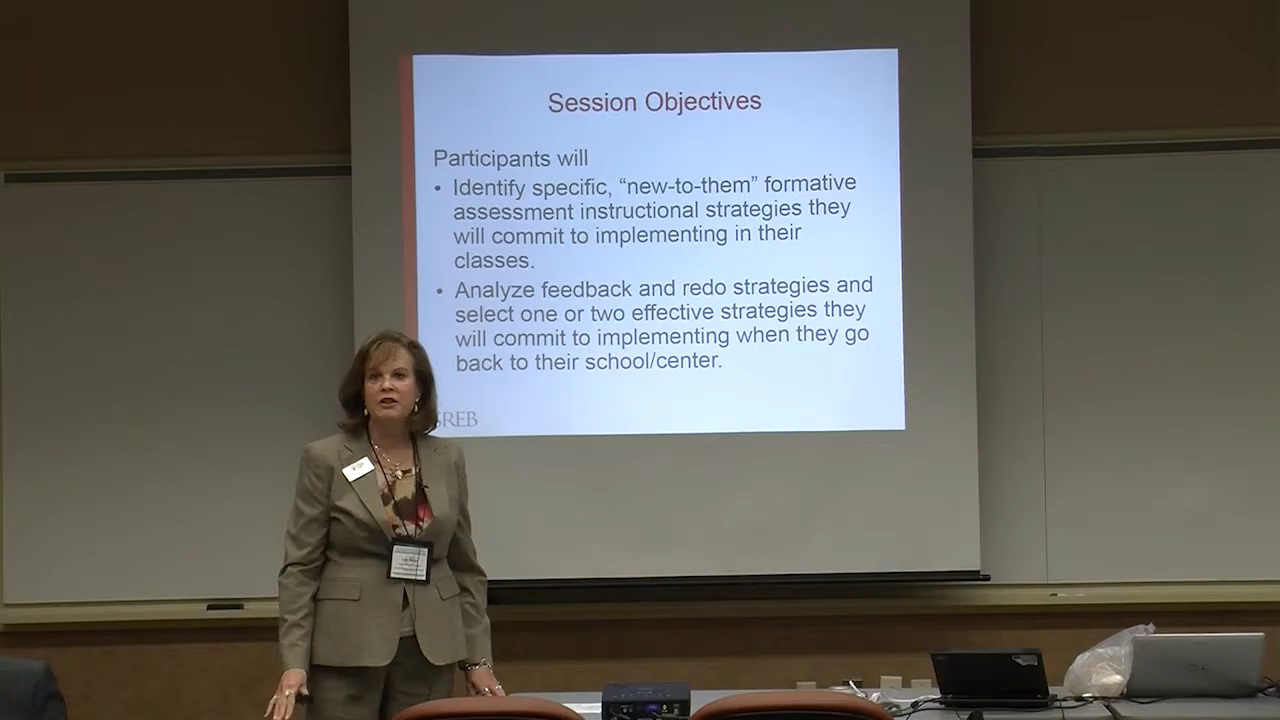 Session Objectives
Participants will
• Identify specific, “new-to-them” formative
assessment instructional strategies they
will commit to implementing in their
classes.
• Analyze feedback and redo strategies and
select one or two effective strategies they
will commit to implementing when they go
back to their school/center.
SREB